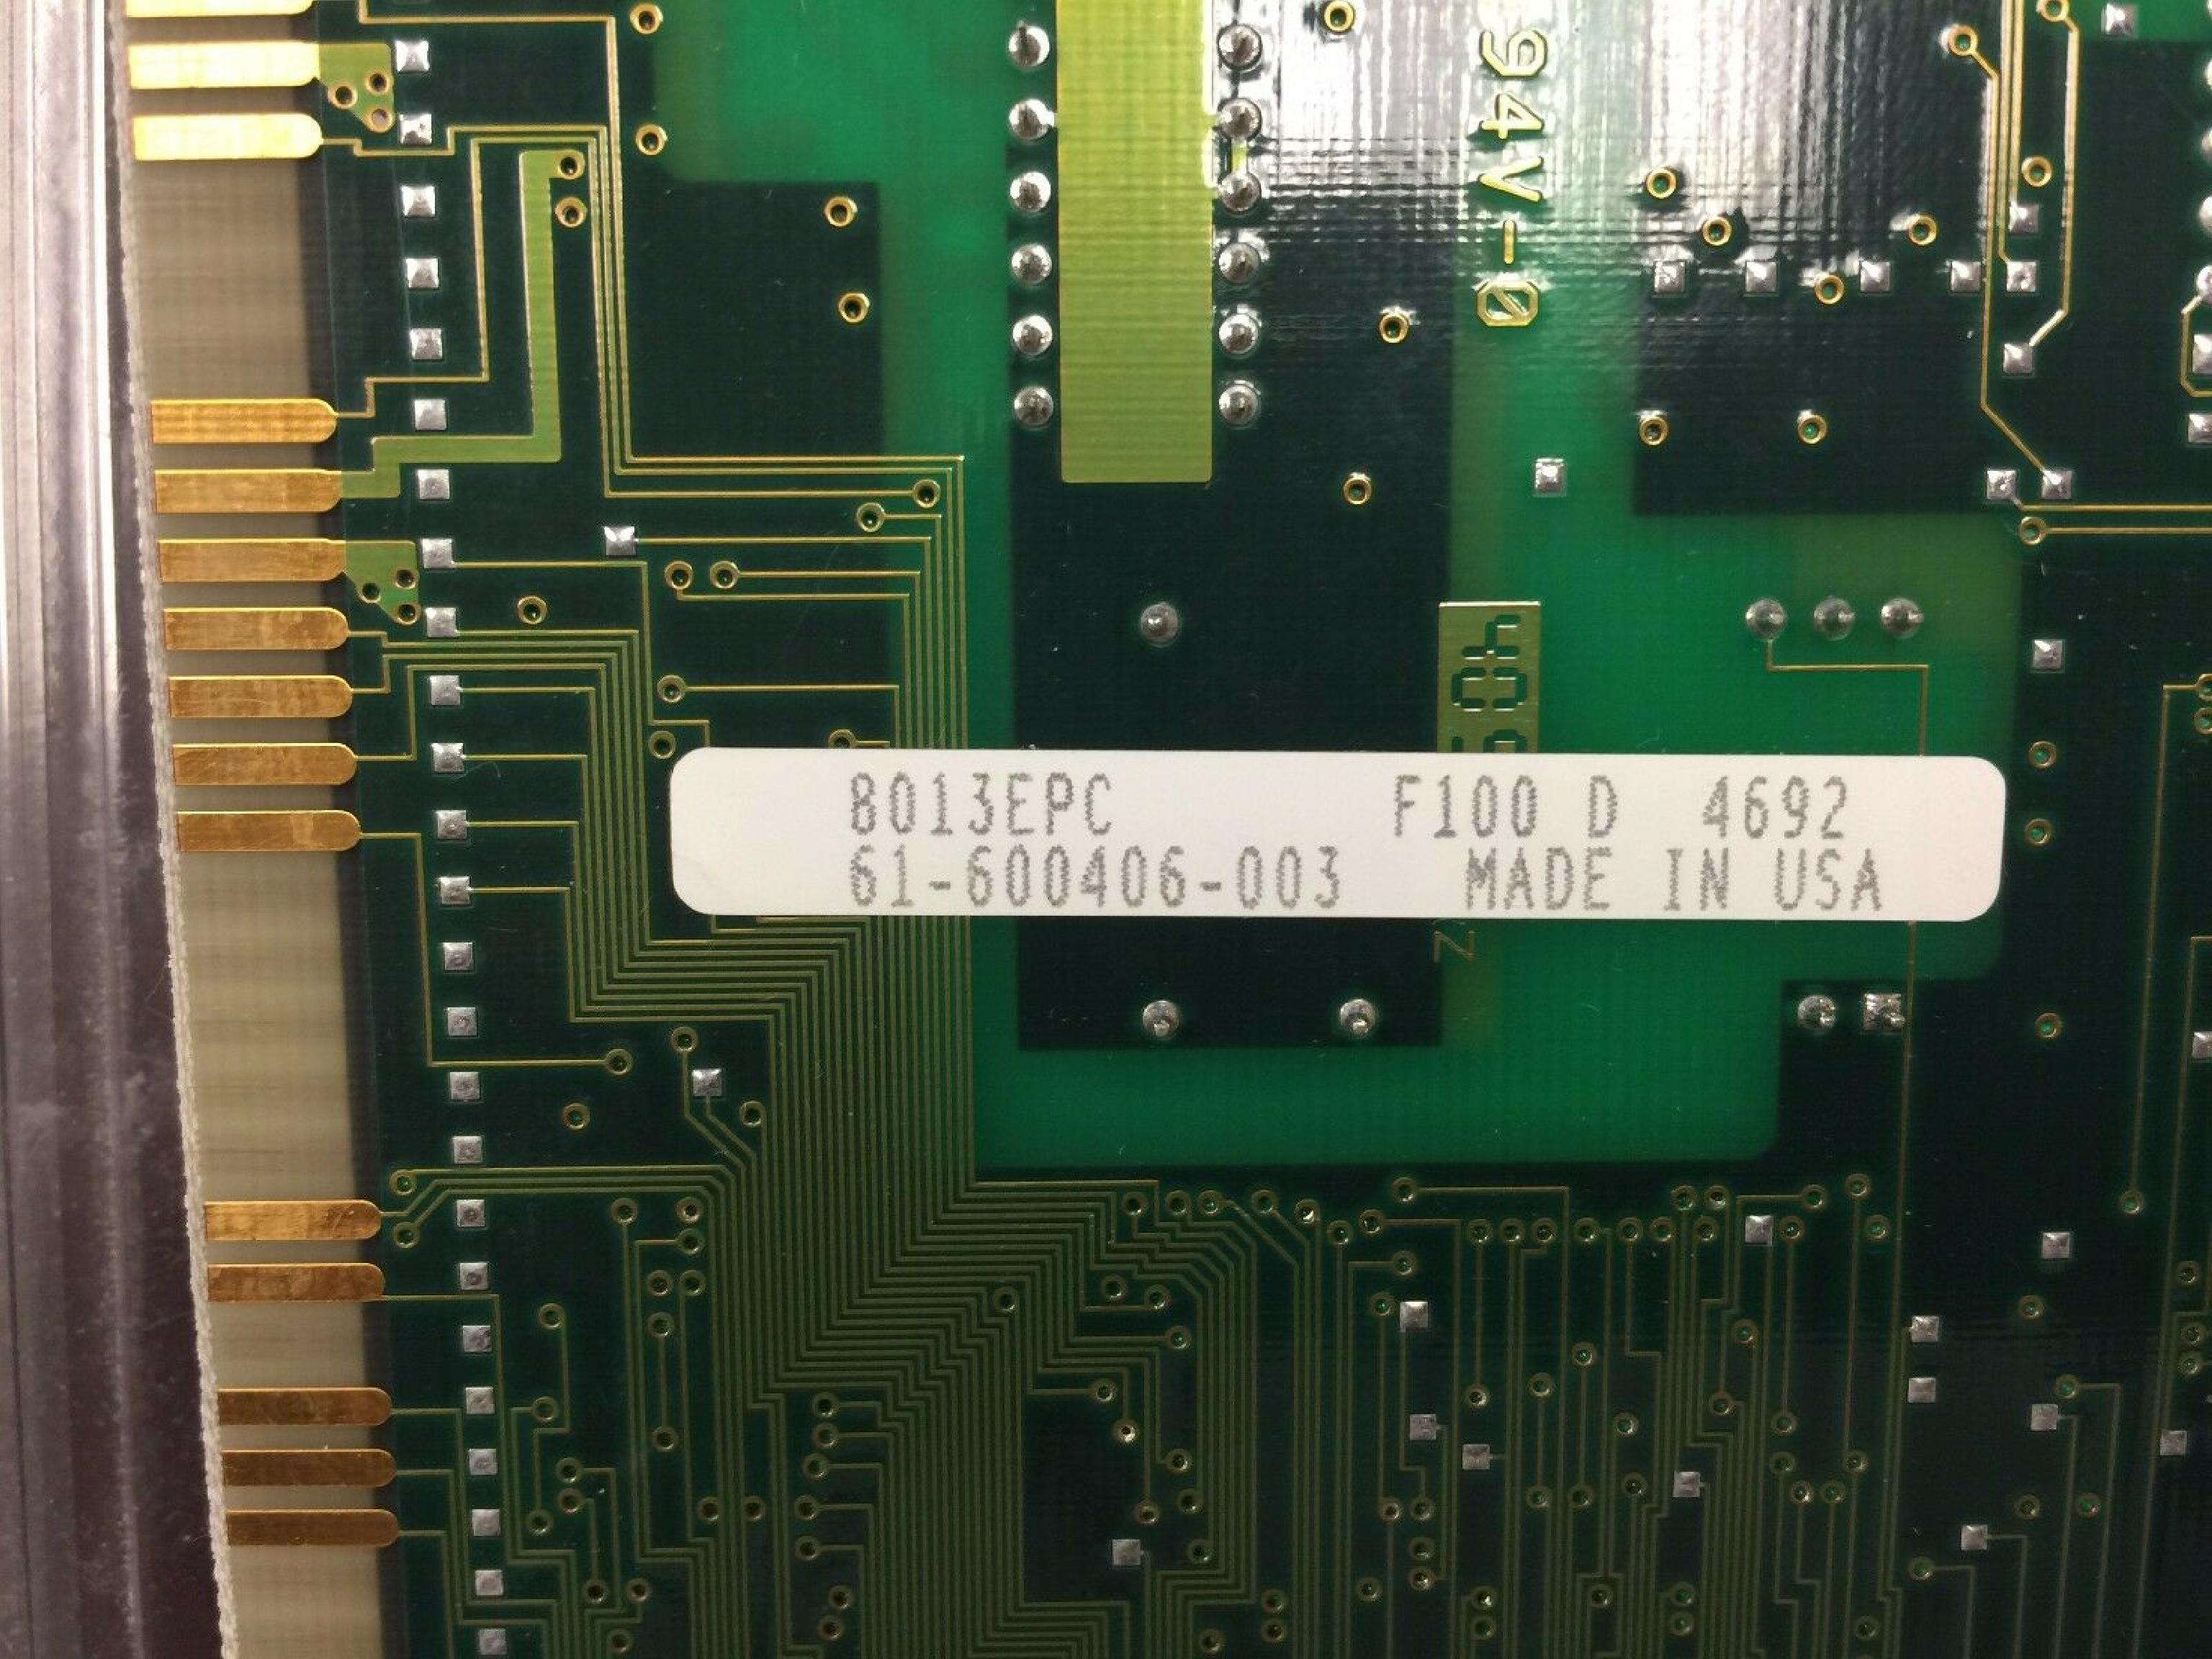 94V-0
8013EPC F100 D 4692
61-600406-003 MADE IN USA
Z